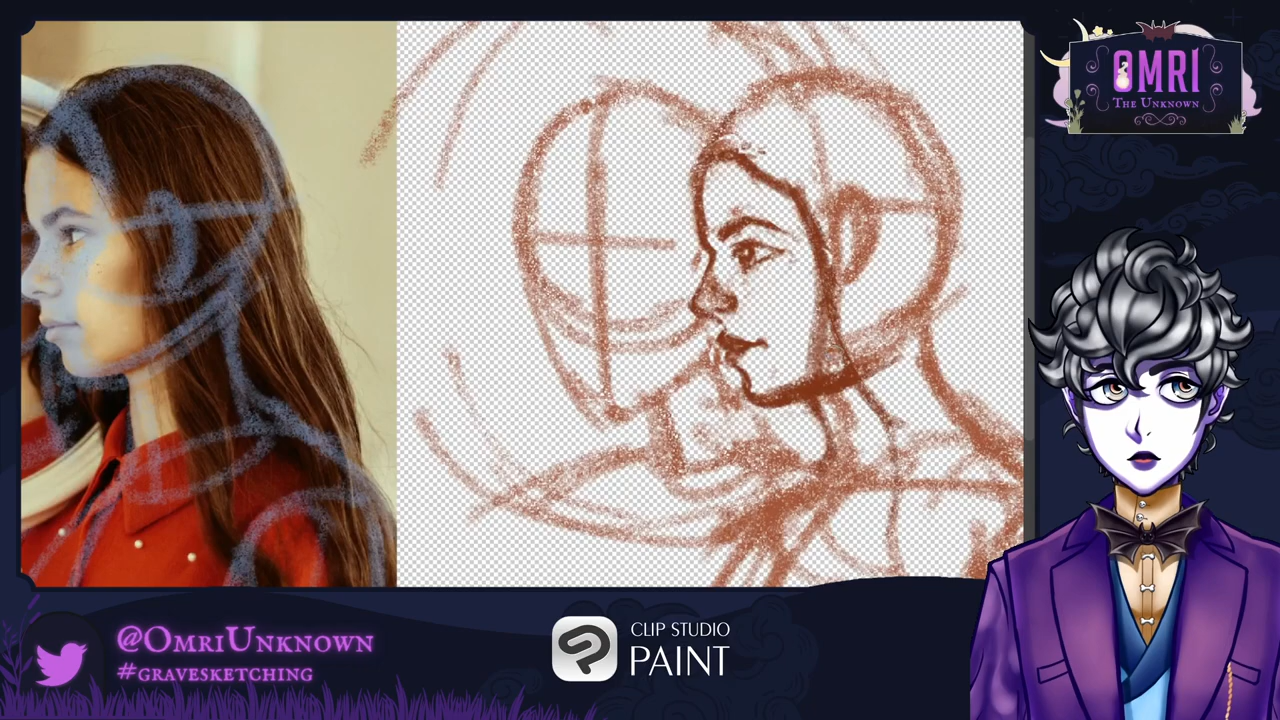 OMRI
THE UNKNOWN
@OMRIUNKNOWN
#GRAVESKETCHING
CLIP STUDIO
PAINT